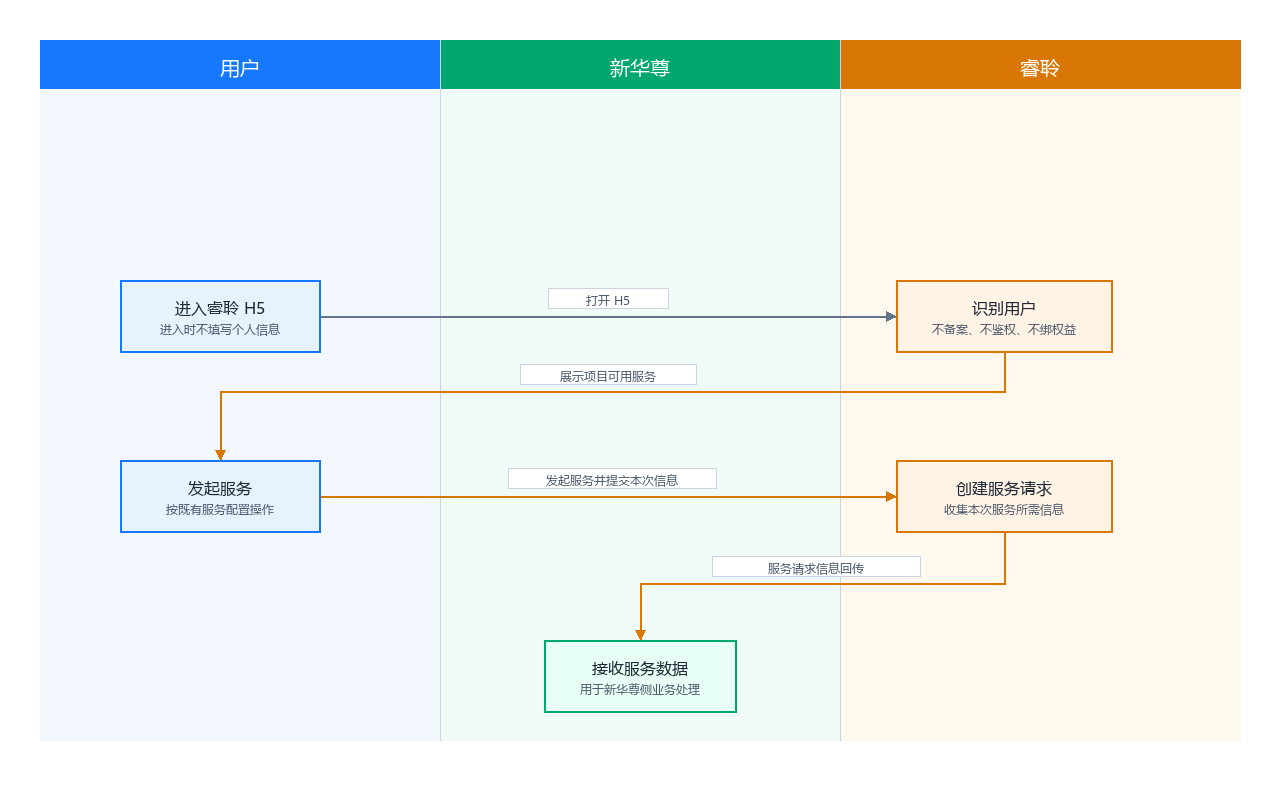 用户
新华尊
睿聆
进入睿聆 H5
进入时不填写个人信息
打开 H5
识别用户
不备案、不鉴权、不绑权益
展示项目可用服务
发起服务
按既有服务配置操作
发起服务并提交本次信息
创建服务请求
收集本次服务所需信息
服务请求信息回传
接收服务数据
用于新华尊侧业务处理